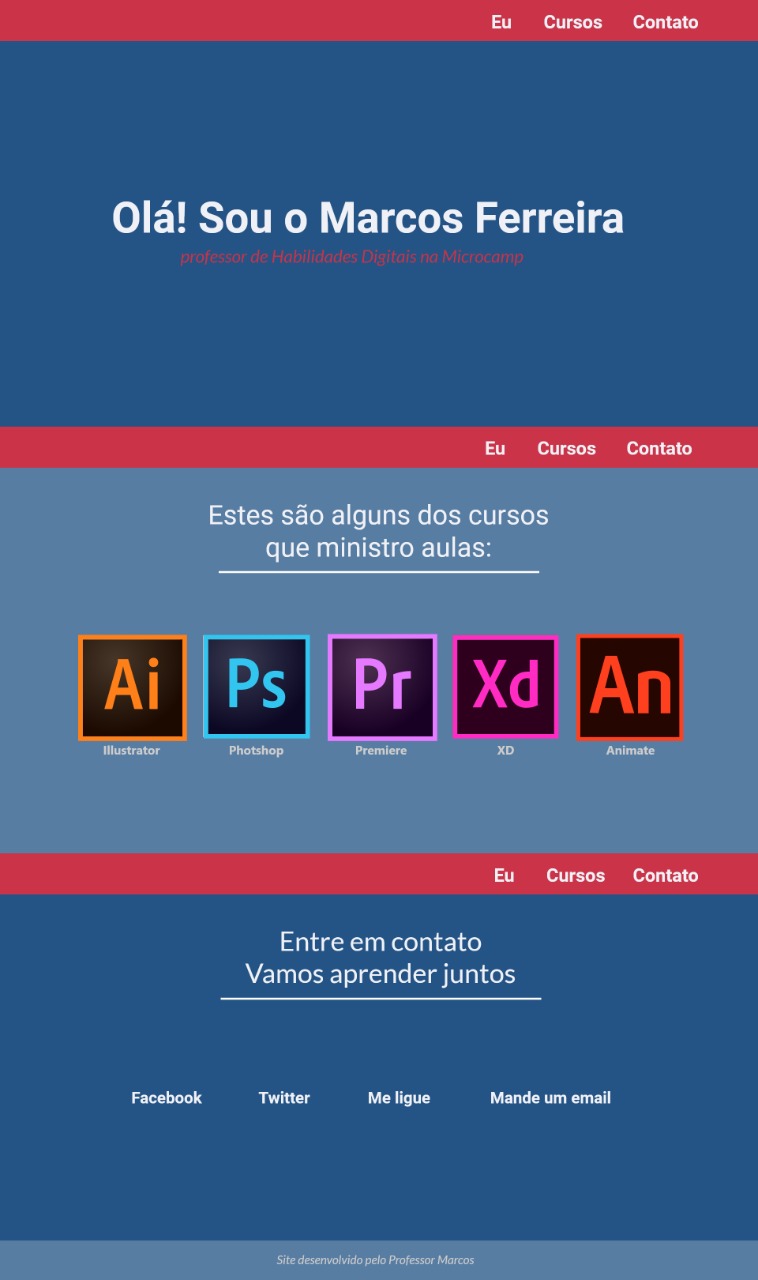 Eu Cursos Contato
Olá! Sou o Marcos Ferreira
professor de Habilidades Digitais na Microcamp
Eu Cursos Contato
Estes são alguns dos cursos
que ministro aulas:
Ai Ps Pr Xd An
Illustrator Photshop Premiere XD Animate
Eu Cursos Contato
Entre em contato
Vamos aprender juntos
Facebook Twitter Me ligue Mande um email
Site desenvolvido pelo Professor Marcos